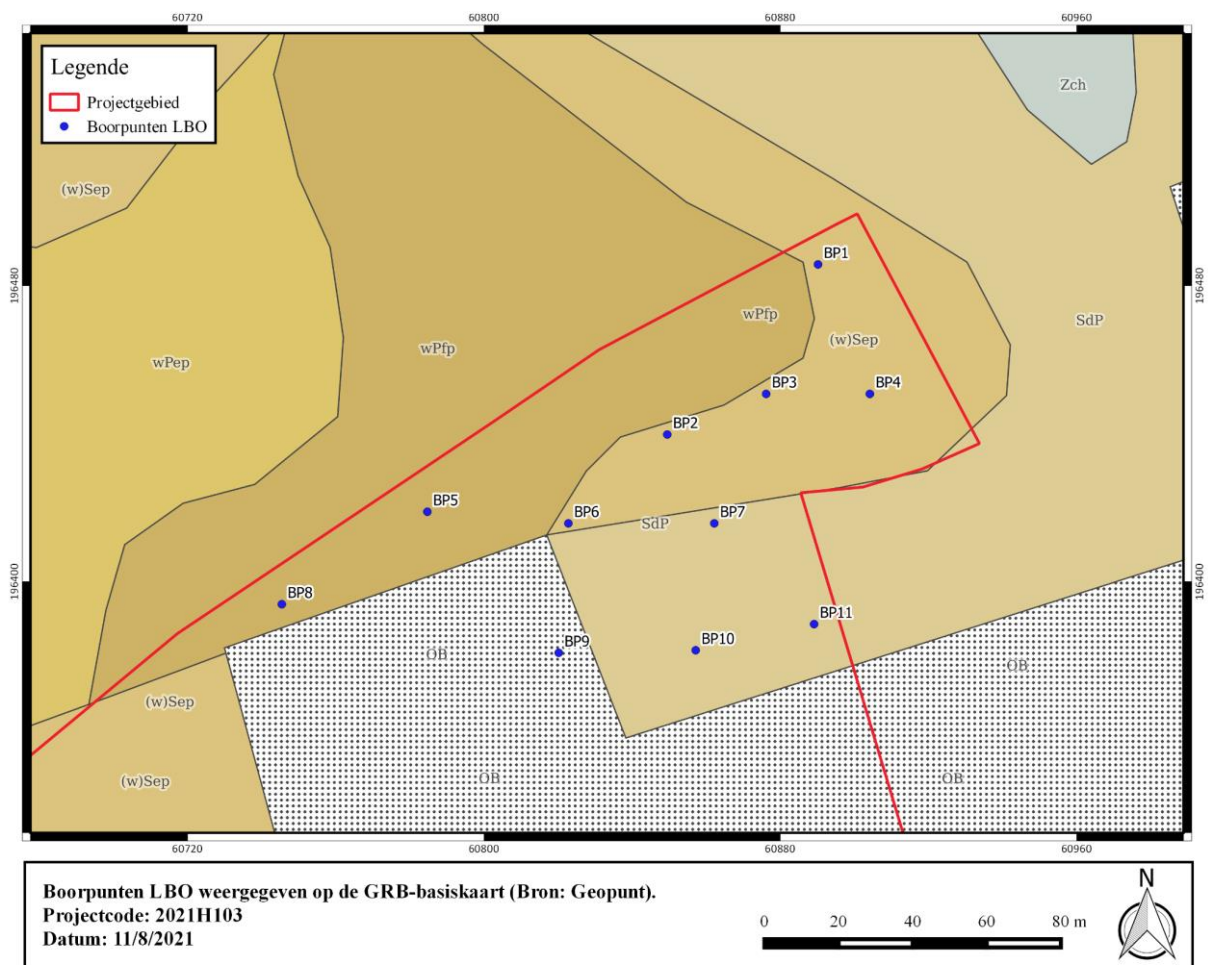 60720 60800 60880 60960
Legende
Projectgebied
Boorpunten LBO
Zch
(w)Sep
BP1
196480
196480
wPfp
SdP
(w)Sep
wPfp
wPep
BP3
BP4
BP2
BP5
BP6
SdP
BP7
196400
196400
BP8
BP11
BP9
BP10
OB
OB
(w)Sep
(w)Sep
OB
OB
60720 60800 60880 60960
Boorpunten LBO weergegeven op de GRB-basiskaart (Bron: Geopunt).
Projectcode: 2021H103
Datum: 11/8/2021
0 20 40 60 80 m
N